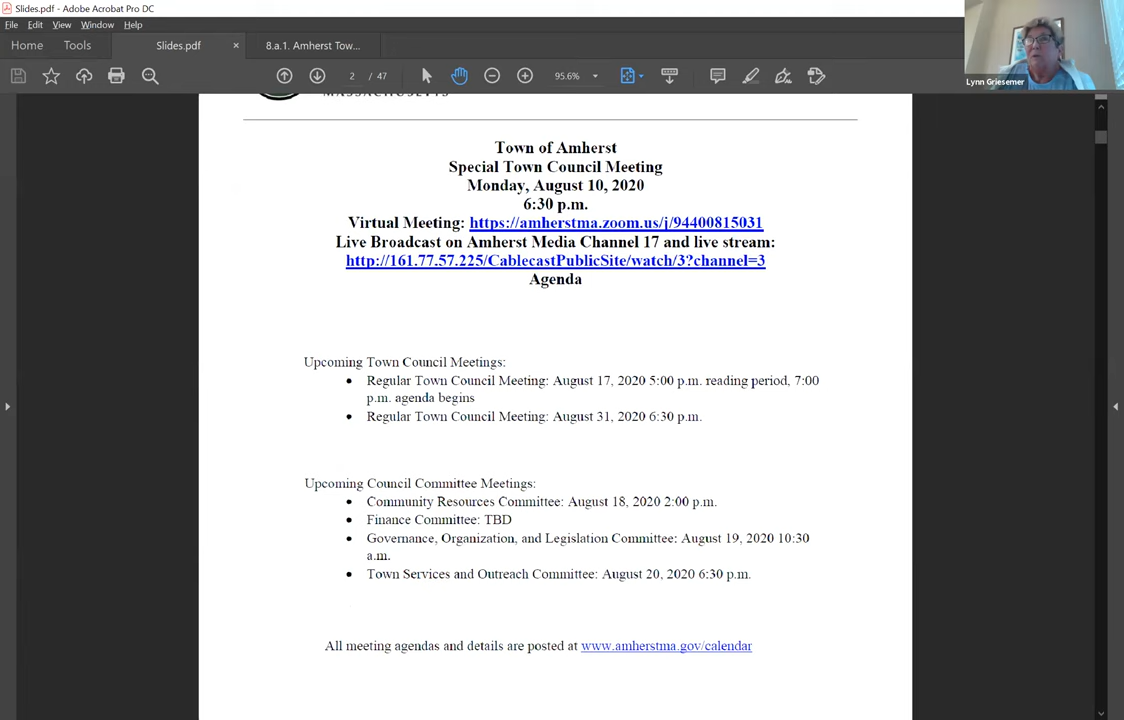 Slides.pdf - Adobe Acrobat Pro DC
File Edit View Window Help
Home Tools Slides.pdf × 8.a.1. Amherst Tow... ×
2 / 47 95.6%
Lynn Griesemer
MASSACHUSETTS
Town of Amherst
Special Town Council Meeting
Monday, August 10, 2020
6:30 p.m.
Virtual Meeting: https://amherstma.zoom.us/j/94400815031
Live Broadcast on Amherst Media Channel 17 and live stream:
http://161.77.57.225/CablecastPublicSite/watch/3?channel=3
Agenda
Upcoming Town Council Meetings:
• Regular Town Council Meeting: August 17, 2020 5:00 p.m. reading period, 7:00
p.m. agenda begins
• Regular Town Council Meeting: August 31, 2020 6:30 p.m.
Upcoming Council Committee Meetings:
• Community Resources Committee: August 18, 2020 2:00 p.m.
• Finance Committee: TBD
• Governance, Organization, and Legislation Committee: August 19, 2020 10:30
a.m.
• Town Services and Outreach Committee: August 20, 2020 6:30 p.m.
All meeting agendas and details are posted at www.amherstma.gov/calendar